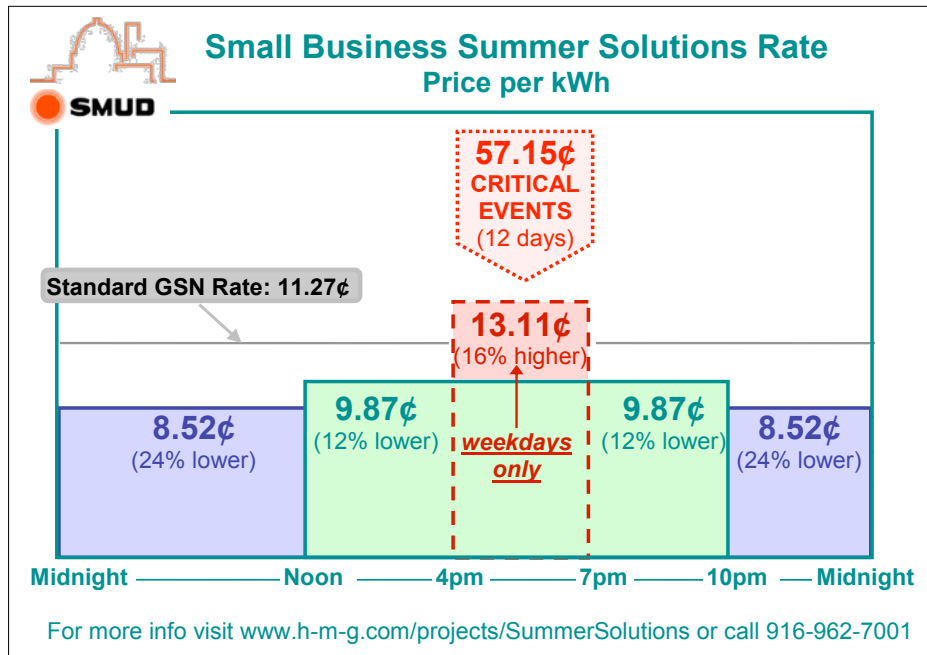 Small Business Summer Solutions Rate
Price per kWh
SMUD
57.15¢
CRITICAL
EVENTS
(12 days)
Standard GSN Rate: 11.27¢
13.11¢
(16% higher)
8.52¢
(24% lower)
9.87¢
(12% lower)
weekdays
only
9.87¢
(12% lower)
8.52¢
(24% lower)
Midnight Noon 4pm 7pm 10pm Midnight
For more info visit www.h-m-g.com/projects/SummerSolutions or call 916-962-7001